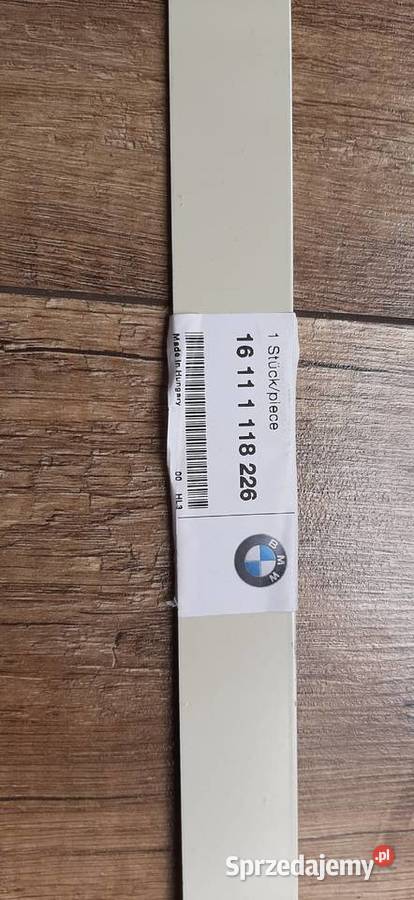 1 Stück/piece
16 11 1 118 226
Made in Hungary 00 HL3
BMW
Sprzedajemy.pl